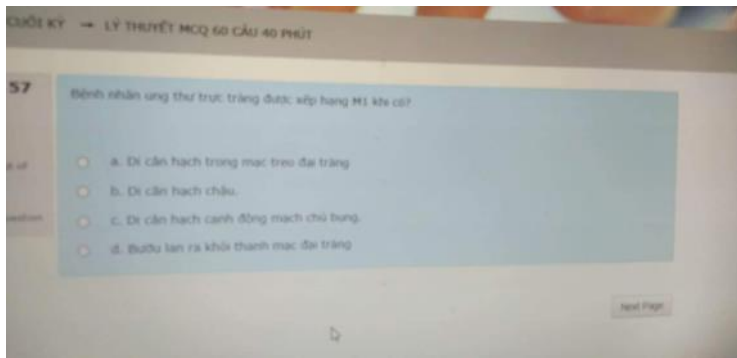 CUỐI KỲ → LÝ THUYẾT MCQ 60 CÂU 40 PHÚT
57
Bệnh nhân ung thư trực tràng được xếp hạng M1 khi có?
a. Di căn hạch trong mạc treo đại tràng
b. Di căn hạch chậu.
c. Di căn hạch cạnh động mạch chủ bụng.
d. Bướu lan ra khỏi thanh mạc đại tràng
Next Page